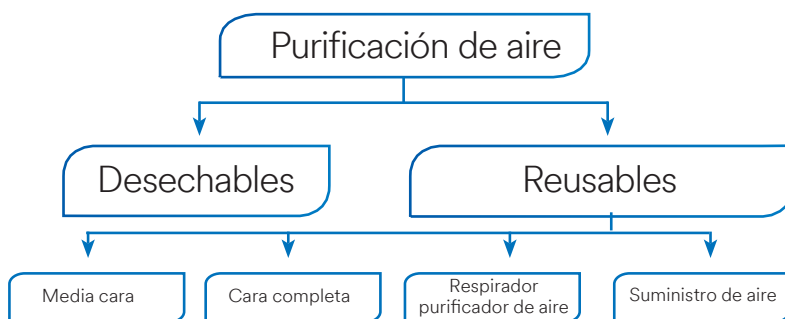 Purificación de aire
Desechables
Reusables
Media cara
Cara completa
Respirador
purificador de aire
Suministro de aire